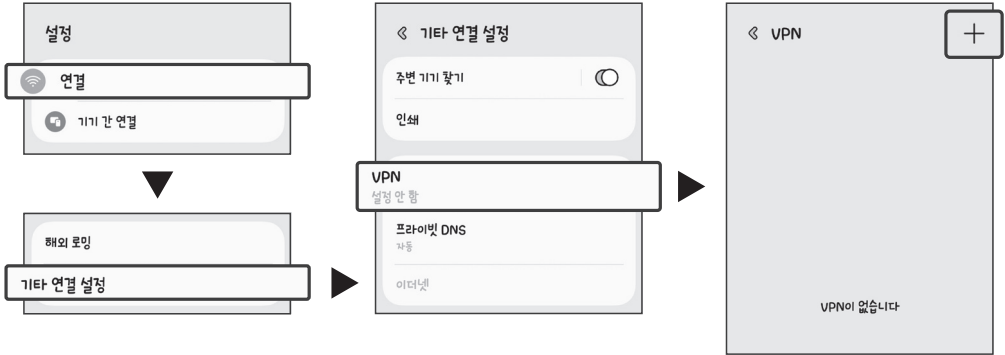 설정
연결
기기 간 연결
해외 로밍
기타 연결 설정
기타 연결 설정
주변 기기 찾기
인쇄
VPN
설정 안 함
프라이빗 DNS
자동
이더넷
VPN
VPN이 없습니다